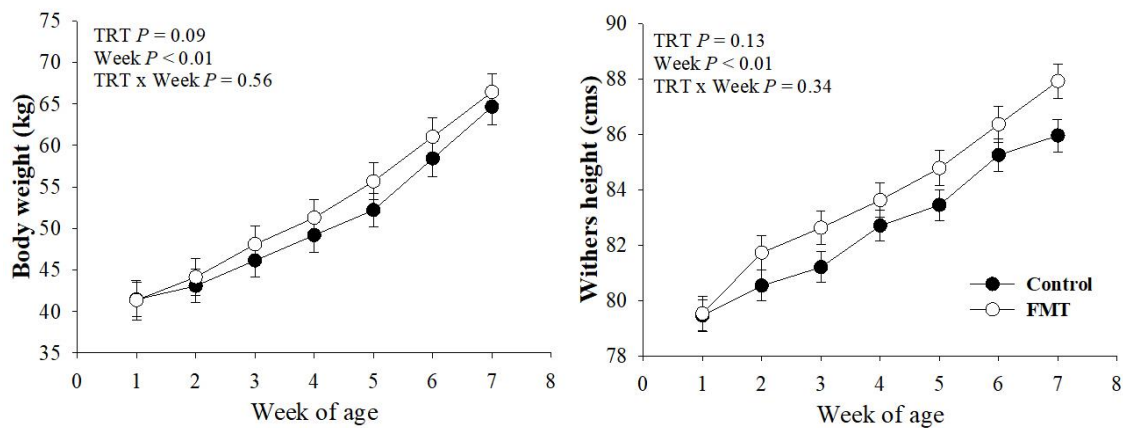 Body weight (kg)
75
70
65
60
55
50
45
40
35
TRT P = 0.09
Week P < 0.01
TRT x Week P = 0.56
0 1 2 3 4 5 6 7 8
Week of age
Withers height (cms)
90
88
86
84
82
80
78
TRT P = 0.13
Week P < 0.01
TRT x Week P = 0.34
Control
FMT
0 1 2 3 4 5 6 7 8
Week of age